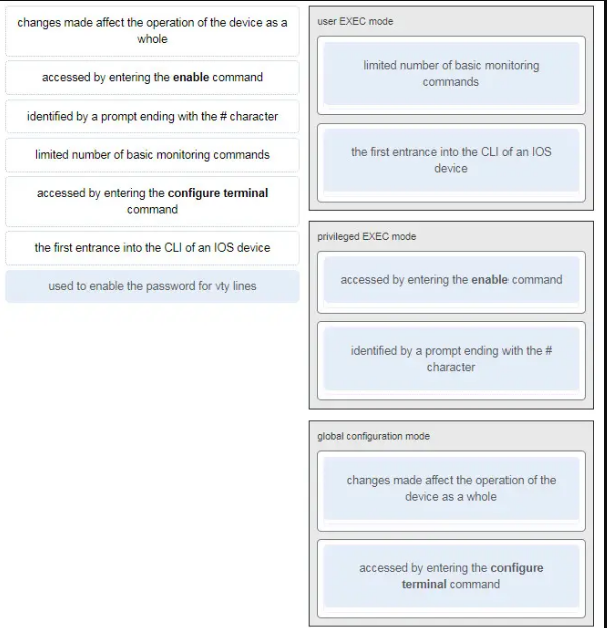 changes made affect the operation of the device as a
whole
accessed by entering the enable command
identified by a prompt ending with the # character
limited number of basic monitoring commands
accessed by entering the configure terminal
command
the first entrance into the CLI of an IOS device
used to enable the password for vty lines
user EXEC mode
limited number of basic monitoring
commands
the first entrance into the CLI of an IOS
device
privileged EXEC mode
accessed by entering the enable command
identified by a prompt ending with the #
character
global configuration mode
changes made affect the operation of the
device as a whole
accessed by entering the configure
terminal command